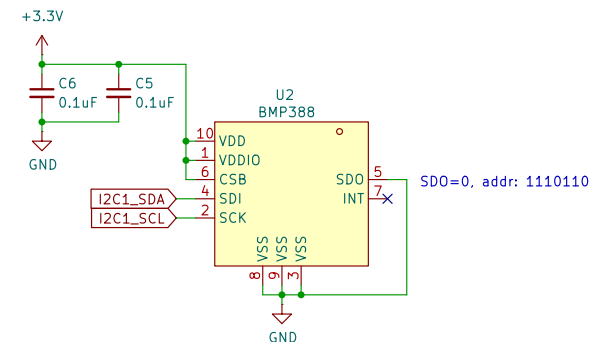 +3.3V
C6
0.1uF
C5
0.1uF
GND
U2
BMP388
10
VDD
1
VDDIO
6
CSB
4
SDI
2
SCK
I2C1_SDA
I2C1_SCL
SDO
5
INT
7
SDO=0, addr: 1110110
VSS
VSS
VSS
8
9
3
GND